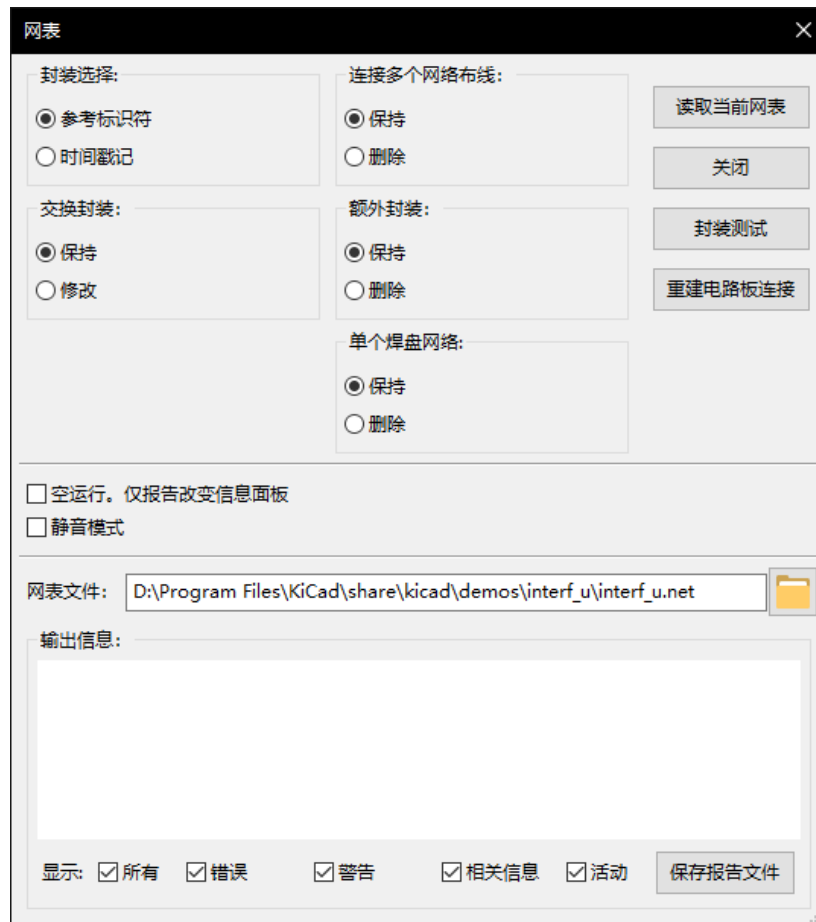 网表
封装选择:
参考标识符
时间戳记
连接多个网络布线:
保持
删除
读取当前网表
关闭
封装测试
重建电路板连接
交换封装:
保持
修改
额外封装:
保持
删除
单个焊盘网络:
保持
删除
空运行。仅报告改变信息面板
静音模式
网表文件: D:\Program Files\KiCad\share\kicad\demos\interf_u\interf_u.net
输出信息:
显示: 所有 错误 警告 相关信息 活动 保存报告文件